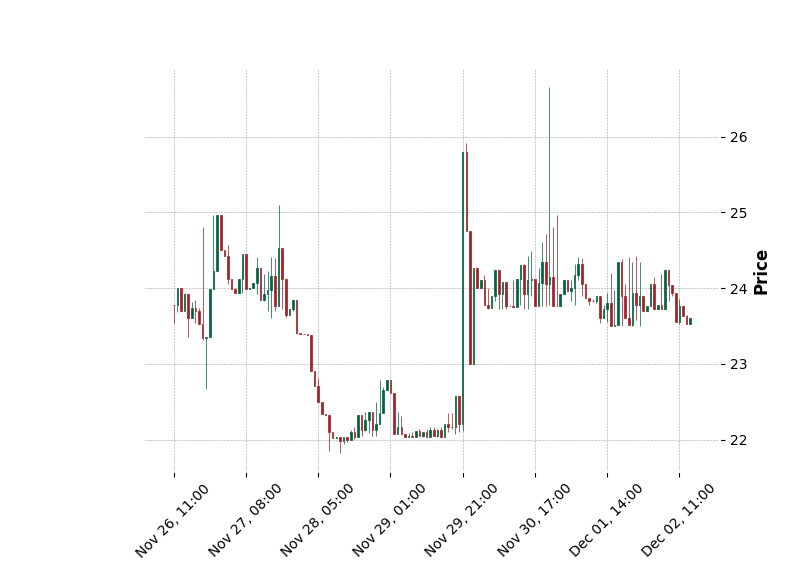 26
25
24
23
22
Price
Nov 26, 11:00
Nov 27, 08:00
Nov 28, 05:00
Nov 29, 01:00
Nov 29, 21:00
Nov 30, 17:00
Dec 01, 14:00
Dec 02, 11:00